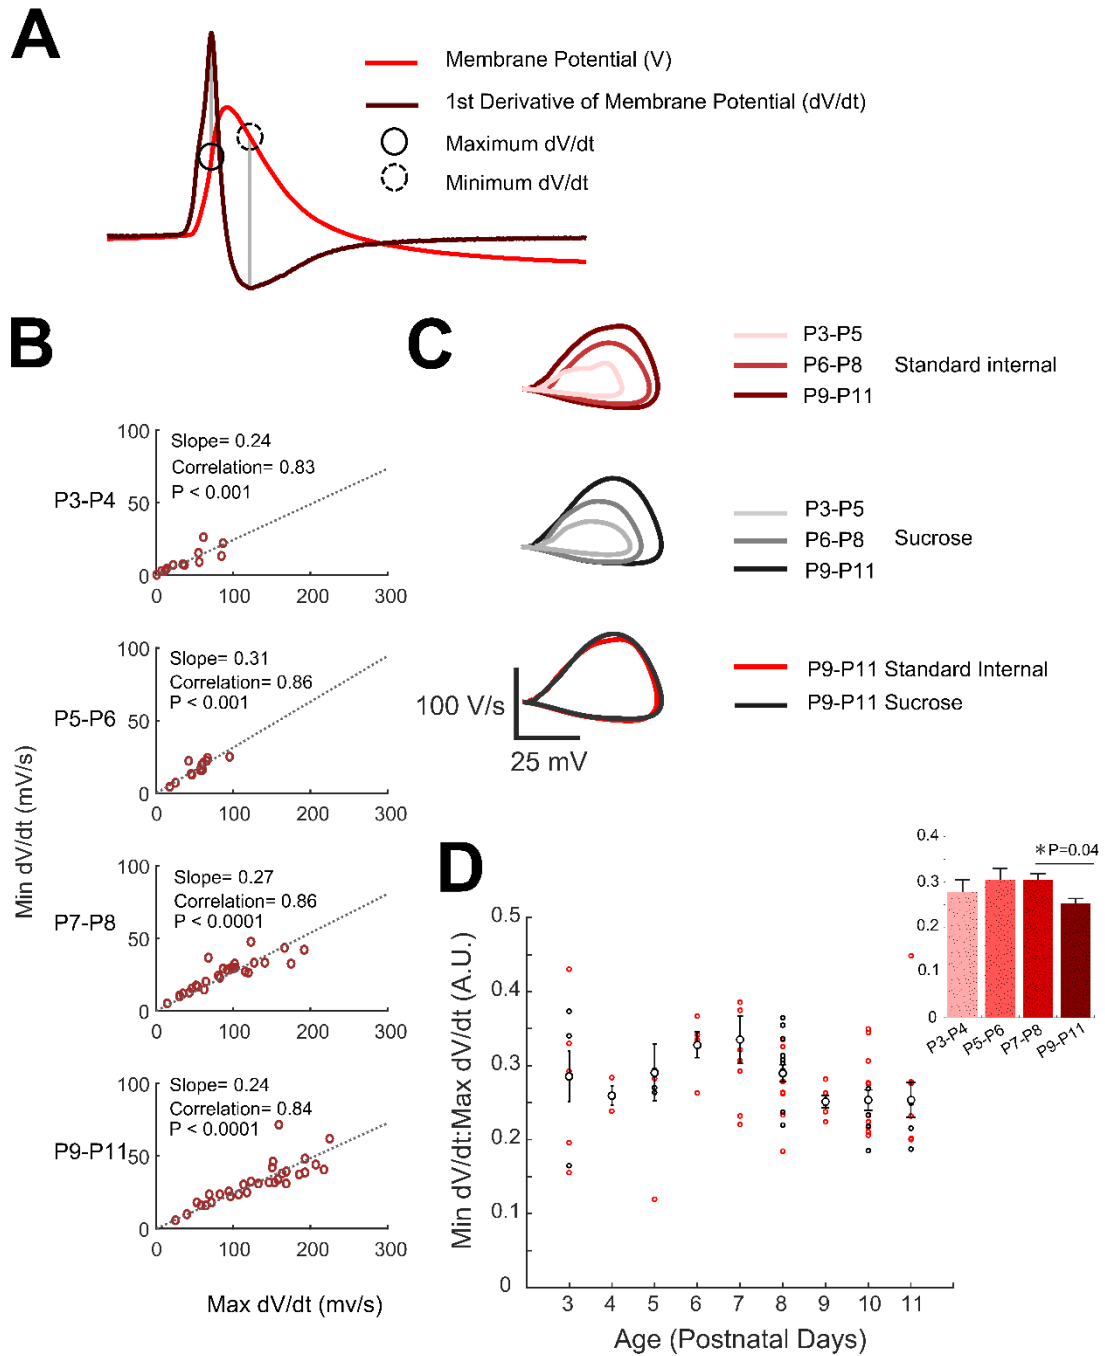 A
Membrane Potential (V)
1st Derivative of Membrane Potential (dV/dt)
Maximum dV/dt
Minimum dV/dt
B
P3-P4
100
50
0
Slope= 0.24
Correlation= 0.83
P < 0.001
0 100 200 300
P5-P6
100
50
0
Slope= 0.31
Correlation= 0.86
P < 0.001
0 100 200 300
P7-P8
100
50
0
Slope= 0.27
Correlation= 0.86
P < 0.0001
0 100 200 300
P9-P11
100
50
0
Slope= 0.24
Correlation= 0.84
P < 0.0001
0 100 200 300
Min dV/dt (mV/s)
Max dV/dt (mv/s)
C
P3-P5
P6-P8
P9-P11
Standard internal
P3-P5
P6-P8
P9-P11
Sucrose
P9-P11 Standard Internal
P9-P11 Sucrose
100 V/s
25 mV
D
0.5
0.4
0.3
0.2
0.1
0
Min dV/dt:Max dV/dt (A.U.)
3 4 5 6 7 8 9 10 11
Age (Postnatal Days)
0.4
0.3
0.2
0.1
0
*P=0.04
P3-P4
P5-P6
P7-P8
P9-P11